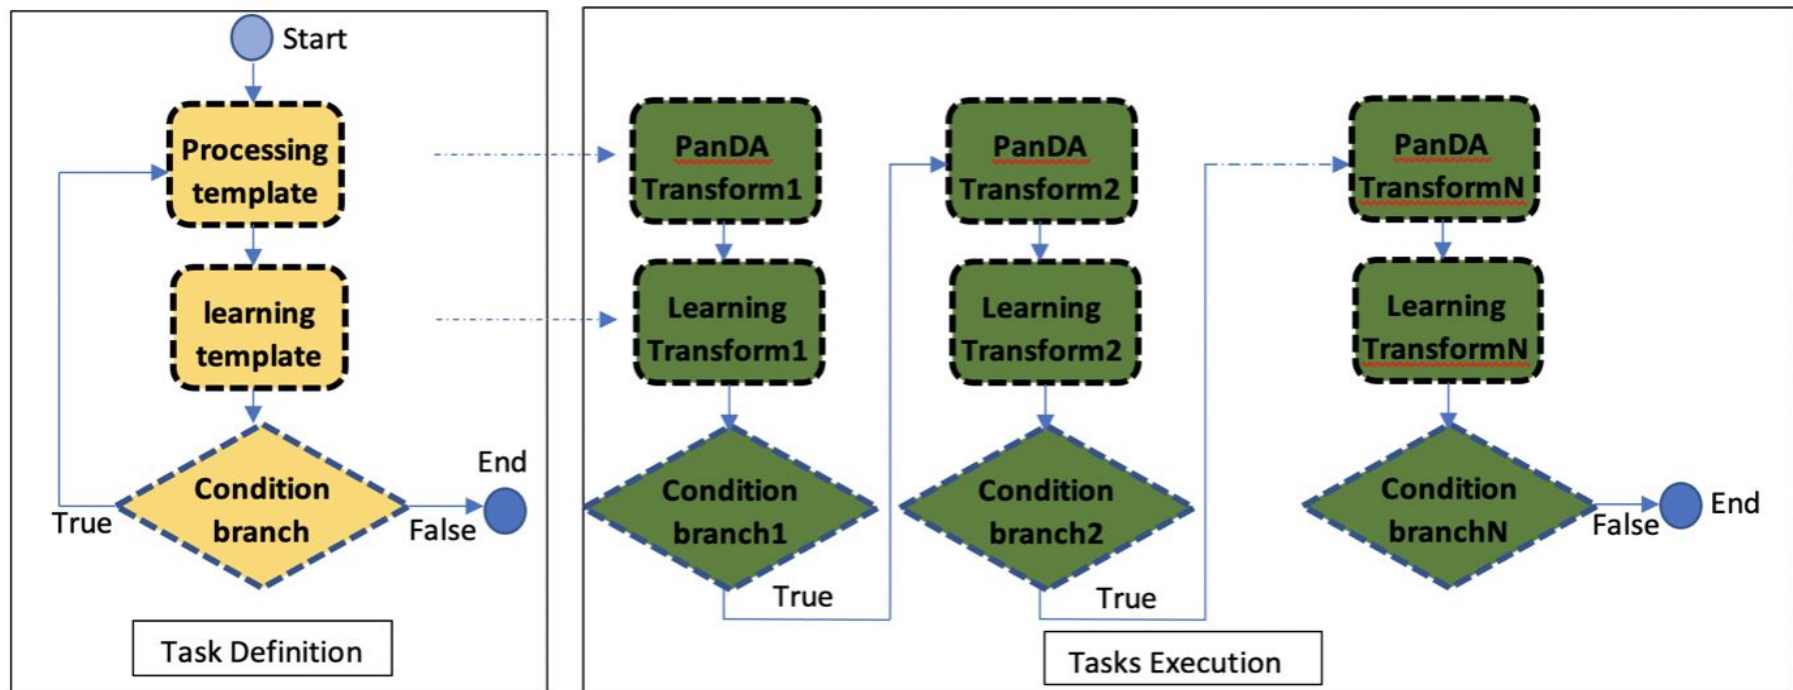 Start
Processing
template
learning
template
Condition
branch
True
False
End
Task Definition
PanDA
Transform1
Learning
Transform1
Condition
branch1
True
PanDA
Transform2
Learning
Transform2
Condition
branch2
True
PanDA
TransformN
Learning
TransformN
Condition
branchN
False
End
Tasks Execution